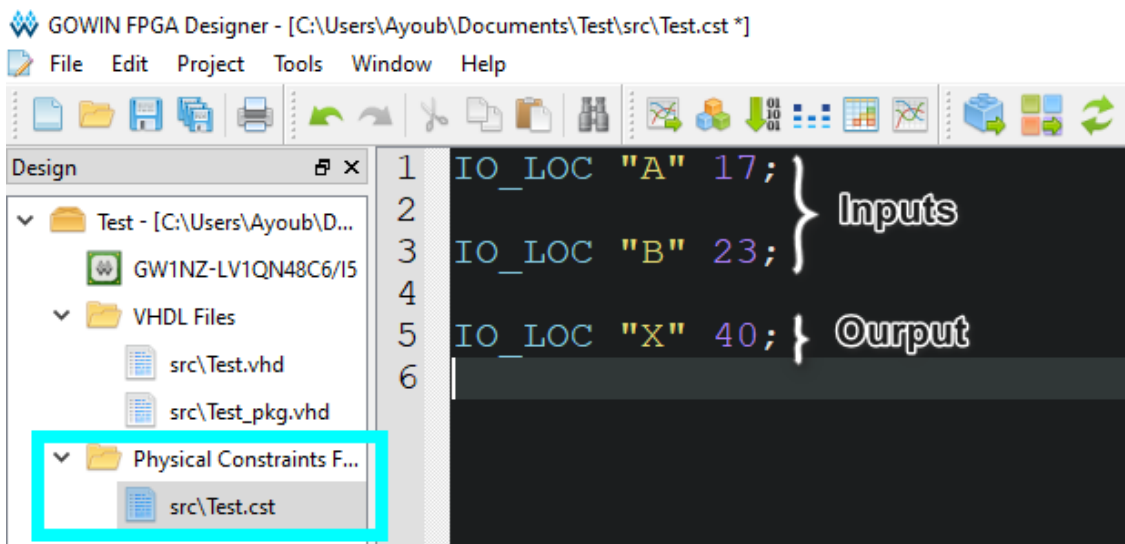 GOWIN FPGA Designer - [C:\Users\Ayoub\Documents\Test\src\Test.cst *]
File Edit Project Tools Window Help
Design
Test - [C:\Users\Ayoub\D...
GW1NZ-LV1QN48C6/I5
VHDL Files
src\Test.vhd
src\Test_pkg.vhd
Physical Constraints F...
src\Test.cst
1 IO_LOC "A" 17;
2
3 IO_LOC "B" 23;
Inputs
4
5 IO_LOC "X" 40;
Ourput
6